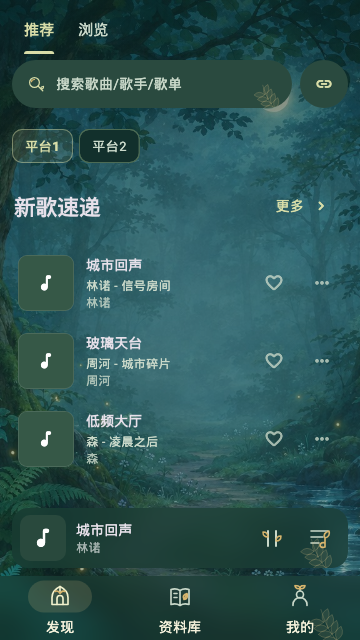 推荐 浏览
搜索歌曲/歌手/歌单
平台1 平台2
新歌速递 更多
城市回声
林诺 - 信号房间
林诺
玻璃天台
周河 - 城市碎片
周河
低频大厅
森 - 凌晨之后
森
城市回声
林诺
发现 资料库 我的